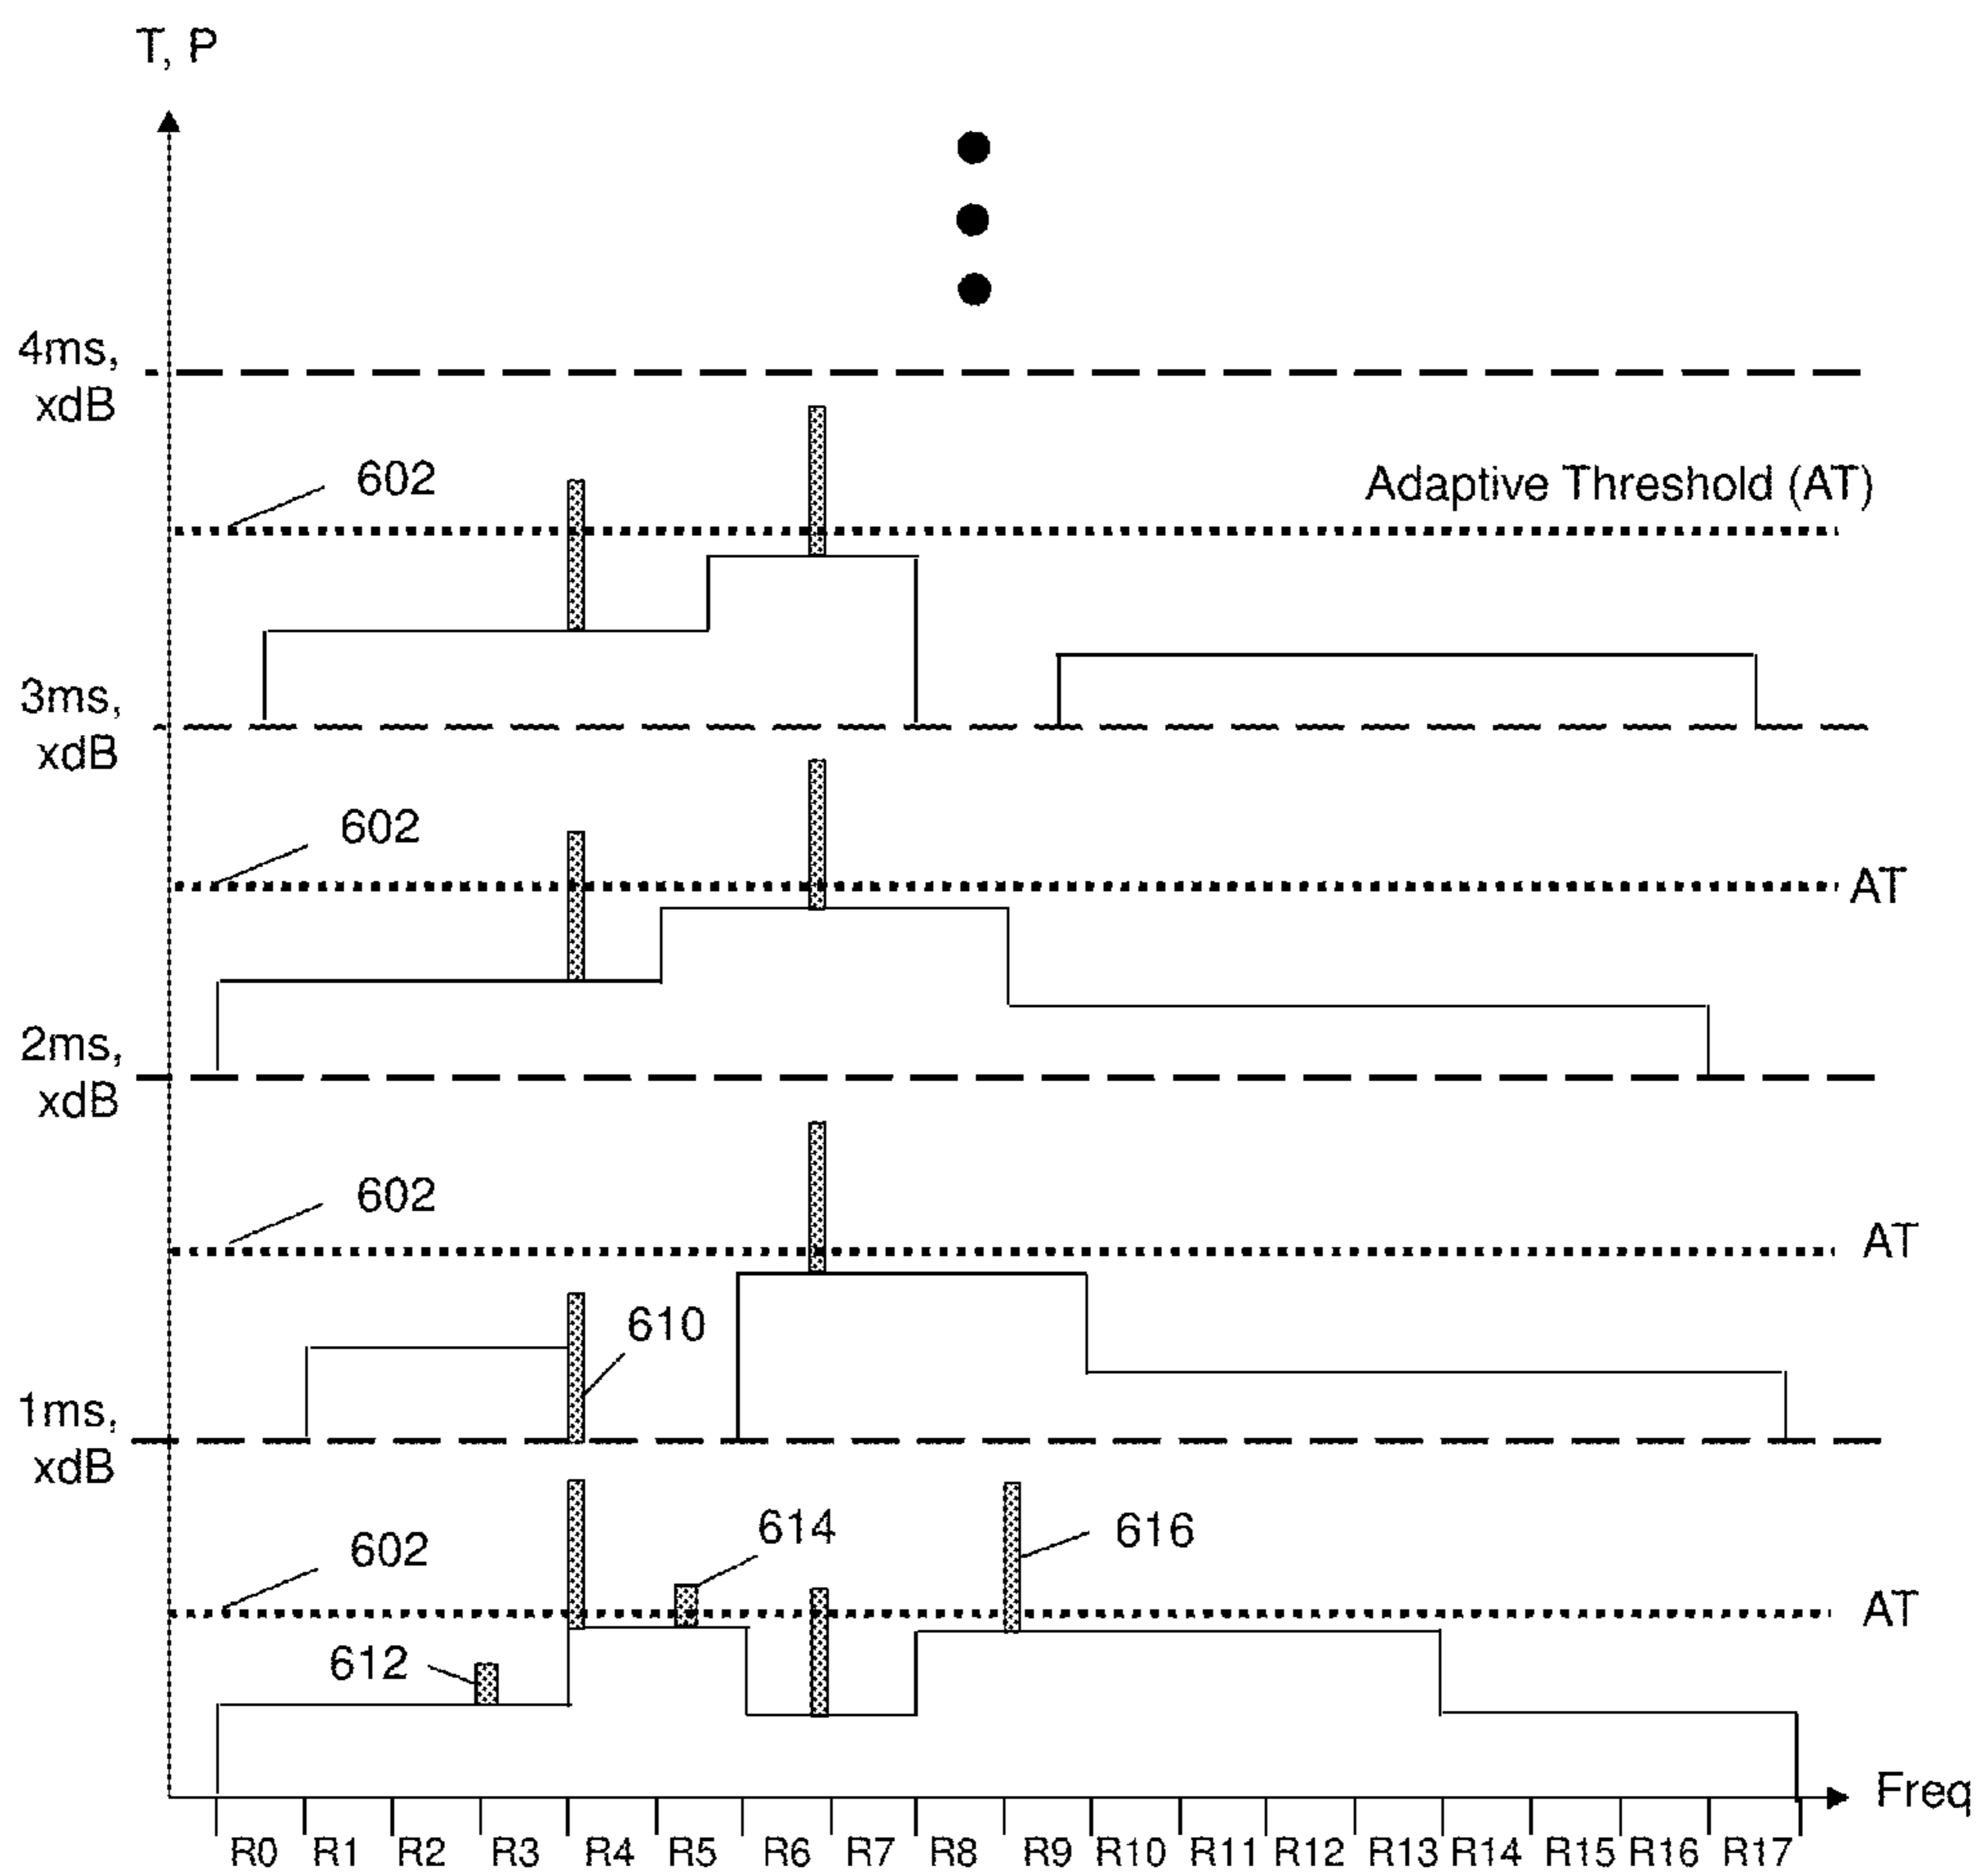 T, P
4ms,
xdB
602
Adaptive Threshold (AT)
3ms,
xdB
602
AT
2ms,
xdB
602
AT
610
1ms,
xdB
614
616
602
AT
612
Freq
R0 R1 R2 R3 R4 R5 R6 R7 R8 R9 R10 R11 R12 R13 R14 R15 R16 R17